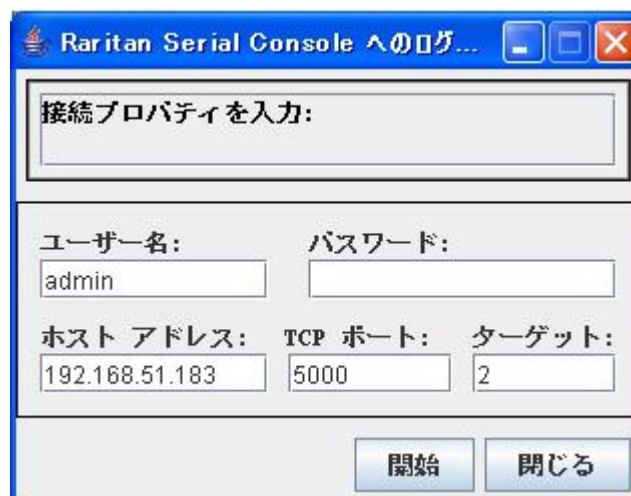 Raritan Serial Console へのログ...
接続プロパティを入力:
ユーザー名: パスワード:
admin
ホスト アドレス: TCP ポート: ターゲット:
192.168.51.183 5000 2
開始 閉じる